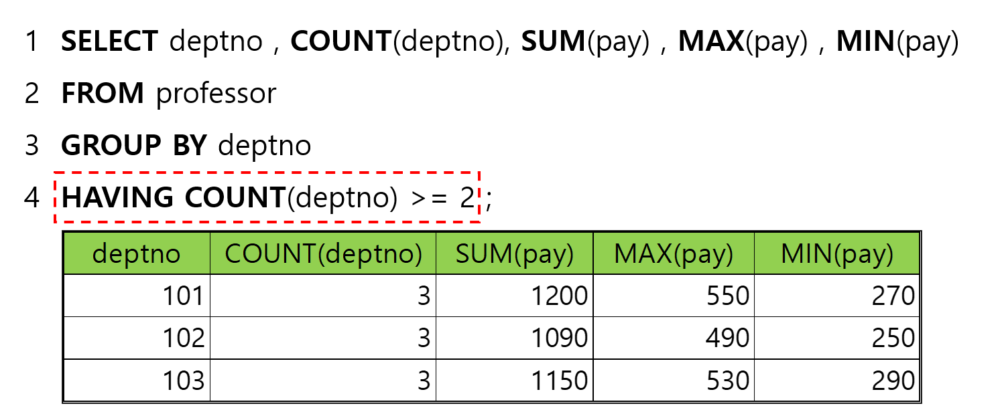 1 SELECT deptno , COUNT(deptno), SUM(pay) , MAX(pay) , MIN(pay)
2 FROM professor
3 GROUP BY deptno
4 HAVING COUNT(deptno) >= 2 ;
deptno COUNT(deptno) SUM(pay) MAX(pay) MIN(pay)
101 3 1200 550 270
102 3 1090 490 250
103 3 1150 530 290